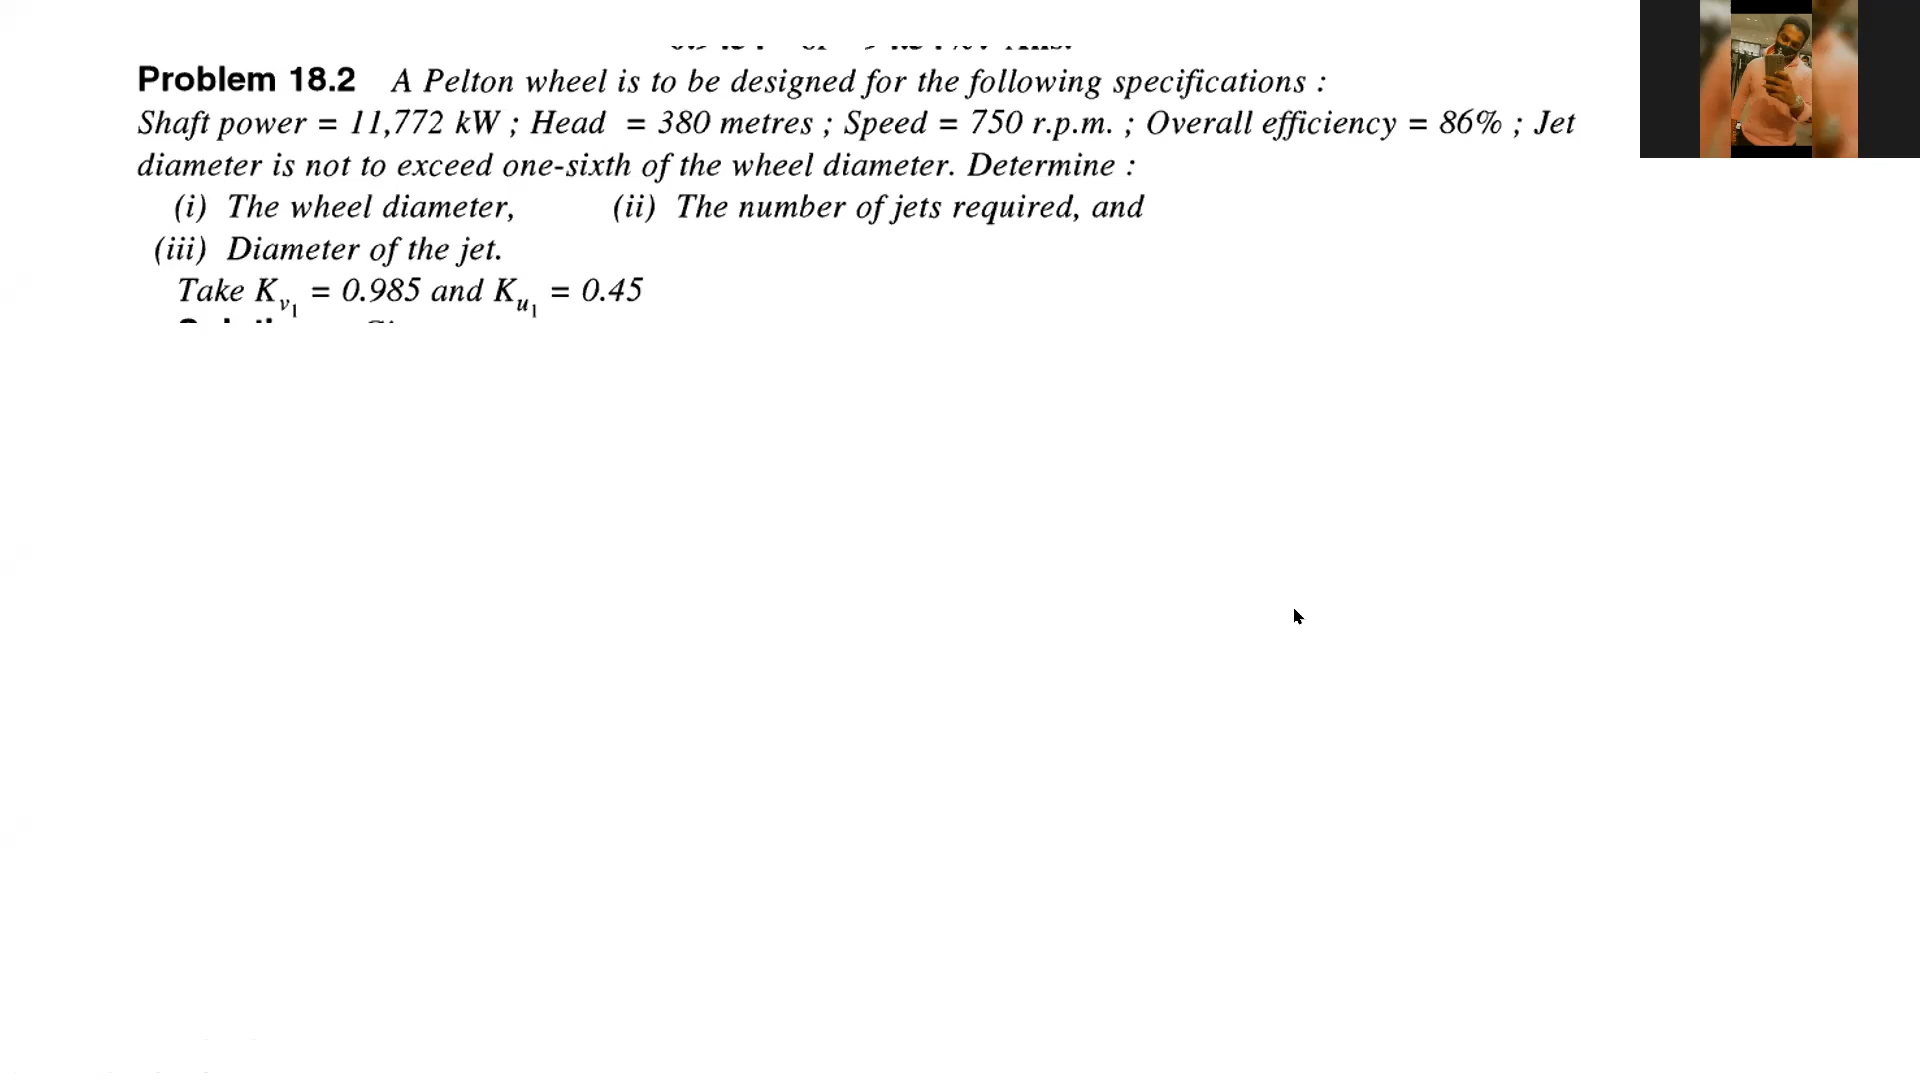 Problem 18.2 A Pelton wheel is to be designed for the following specifications :
Shaft power = 11,772 kW ; Head = 380 metres ; Speed = 750 r.p.m. ; Overall efficiency = 86% ; Jet
diameter is not to exceed one-sixth of the wheel diameter. Determine :
(i) The wheel diameter, (ii) The number of jets required, and
(iii) Diameter of the jet.
Take K_v1 = 0.985 and K_u1 = 0.45